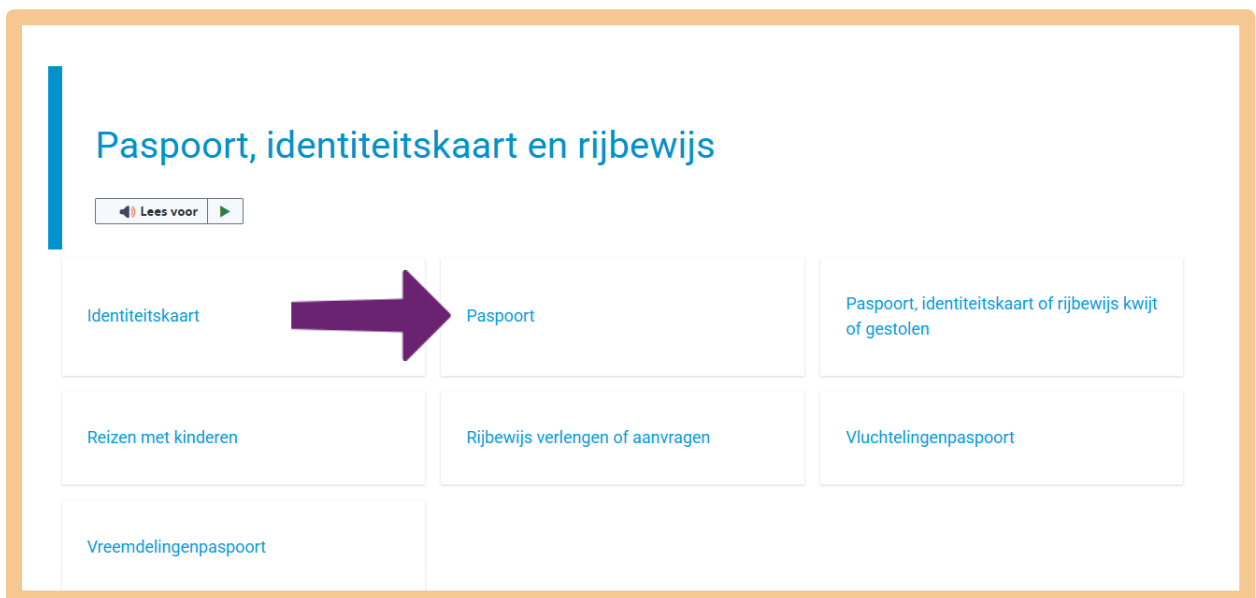 Paspoort, identiteitskaart en rijbewijs
Lees voor
Identiteitskaart
Paspoort
Paspoort, identiteitskaart of rijbewijs kwijt
of gestolen
Reizen met kinderen
Rijbewijs verlengen of aanvragen
Vluchtelingenpaspoort
Vreemdelingenpaspoort